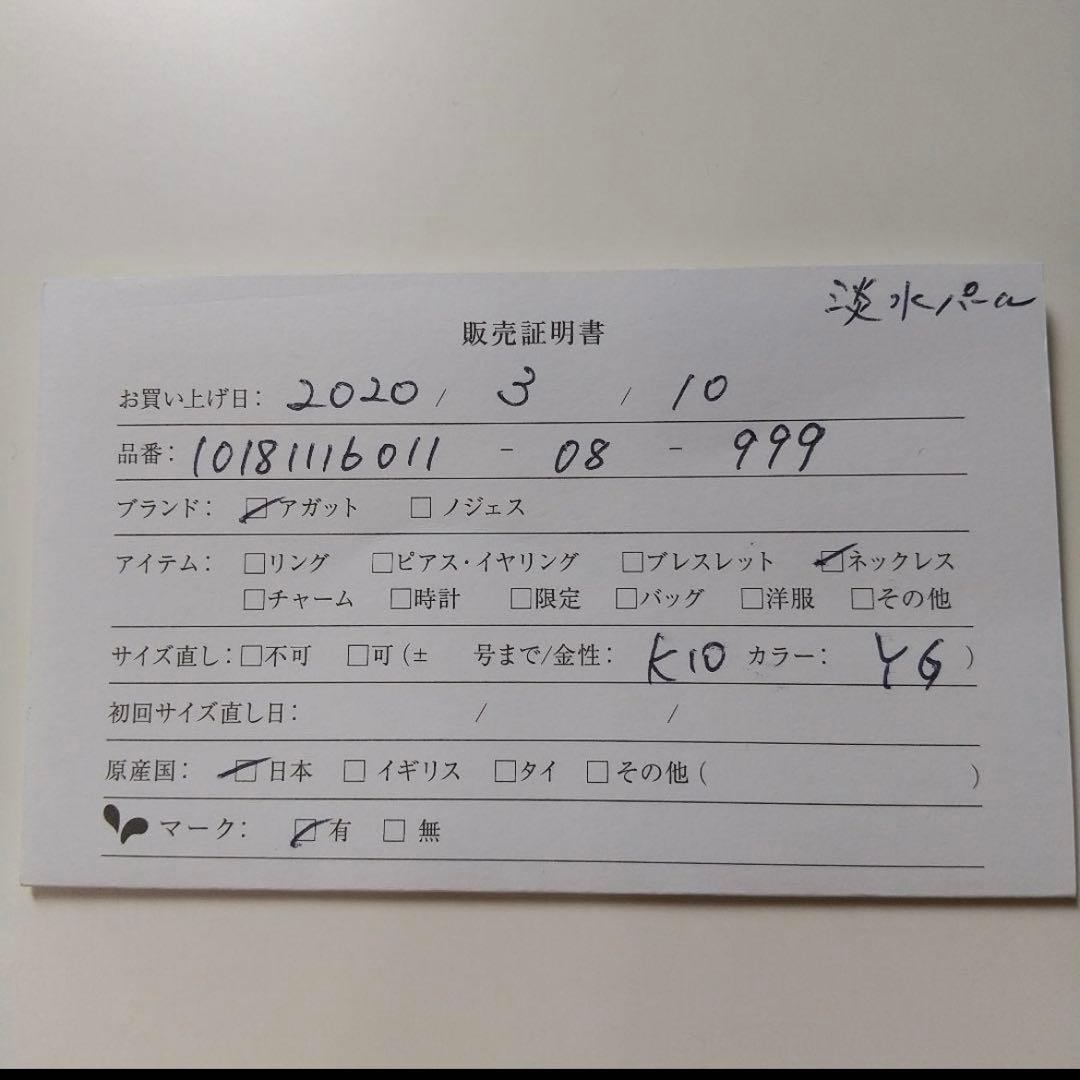 淡水パール
販売証明書
お買い上げ日: 2020 / 3 / 10
品番: 10181116011 - 08 - 999
ブランド: ☑アガット □ノジェス
アイテム: □リング □ピアス・イヤリング □ブレスレット ☑ネックレス
□チャーム □時計 □限定 □バッグ □洋服 □その他
サイズ直し: □不可 □可 (± 号まで/金性: K10 カラー: YG )
初回サイズ直し日: / /
原産国: ☑日本 □イギリス □タイ □その他 ( )
マーク: ☑有 □無